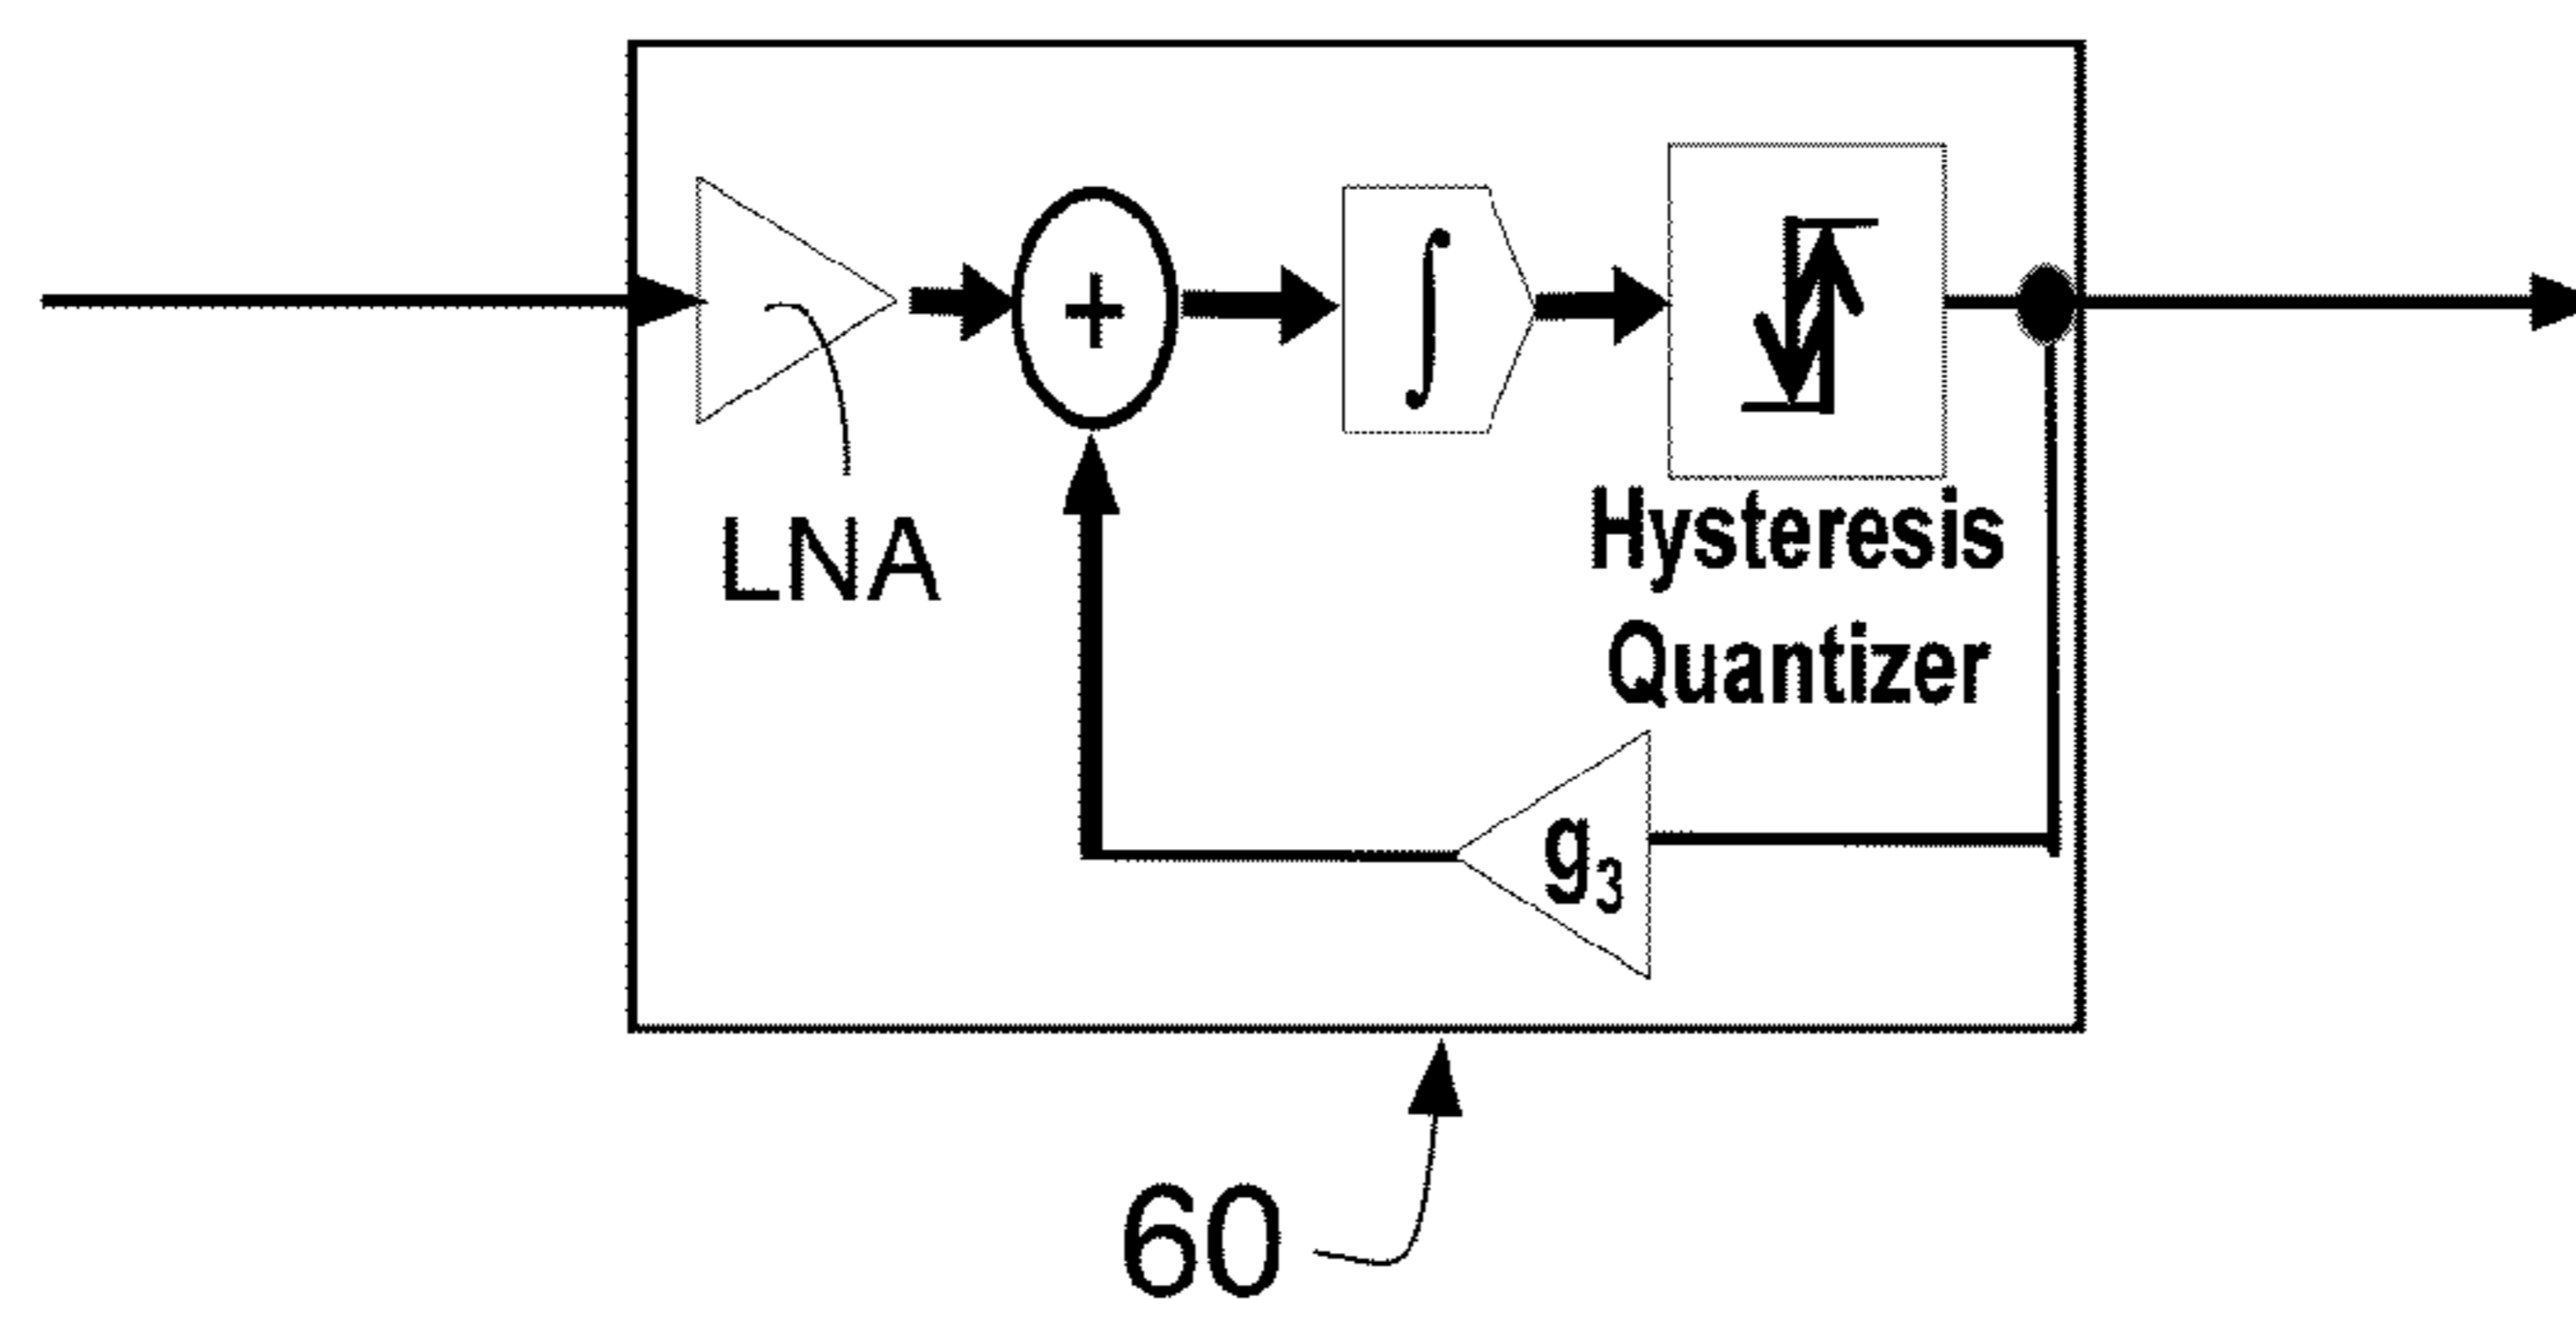 +
∫
LNA
Hysteresis
Quantizer
g₃
60